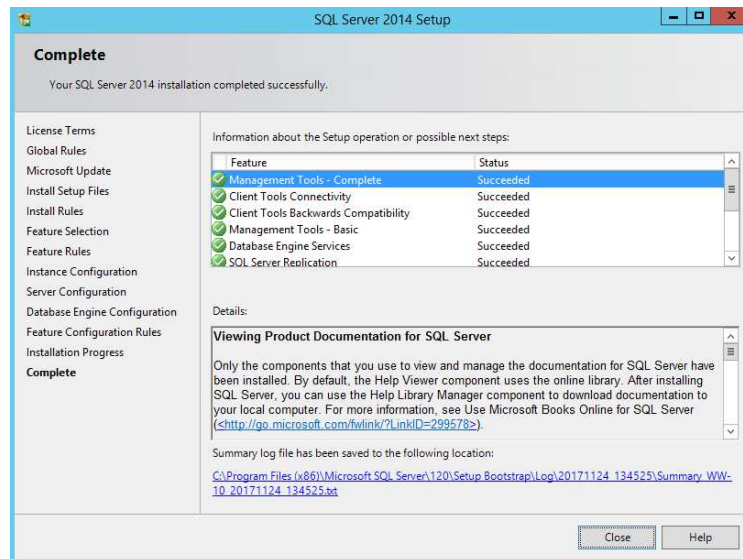 SQL Server 2014 Setup
Complete
Your SQL Server 2014 installation completed successfully.
License Terms
Global Rules
Microsoft Update
Install Setup Files
Install Rules
Feature Selection
Feature Rules
Instance Configuration
Server Configuration
Database Engine Configuration
Feature Configuration Rules
Installation Progress
Complete
Information about the Setup operation or possible next steps:
Feature Status
Management Tools - Complete Succeeded
Client Tools Connectivity Succeeded
Client Tools Backwards Compatibility Succeeded
Management Tools - Basic Succeeded
Database Engine Services Succeeded
SQL Server Replication Succeeded
Details:
Viewing Product Documentation for SQL Server
Only the components that you use to view and manage the documentation for SQL Server have
been installed. By default, the Help Viewer component uses the online library. After installing
SQL Server, you can use the Help Library Manager component to download documentation to
your local computer. For more information, see Use Microsoft Books Online for SQL Server
(<http://go.microsoft.com/fwlink/?LinkID=299578>).
Summary log file has been saved to the following location:
C:\Program Files (x86)\Microsoft SQL Server\120\Setup Bootstrap\Log\20171124_134525\Summary_WW-
10_20171124_134525.txt
Close Help